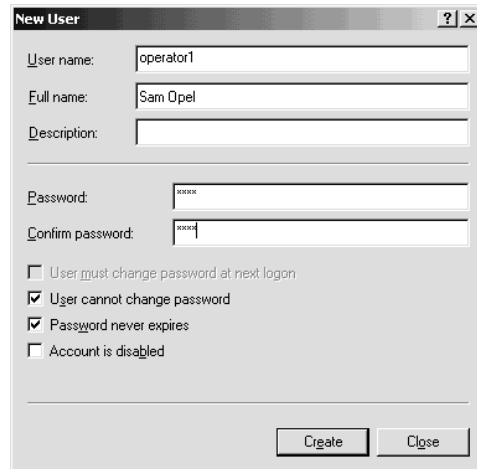 New User
User name: operator1
Full name: Sam Opel
Description:
Password: ****
Confirm password: ****
User must change password at next logon
User cannot change password
Password never expires
Account is disabled
Create Close